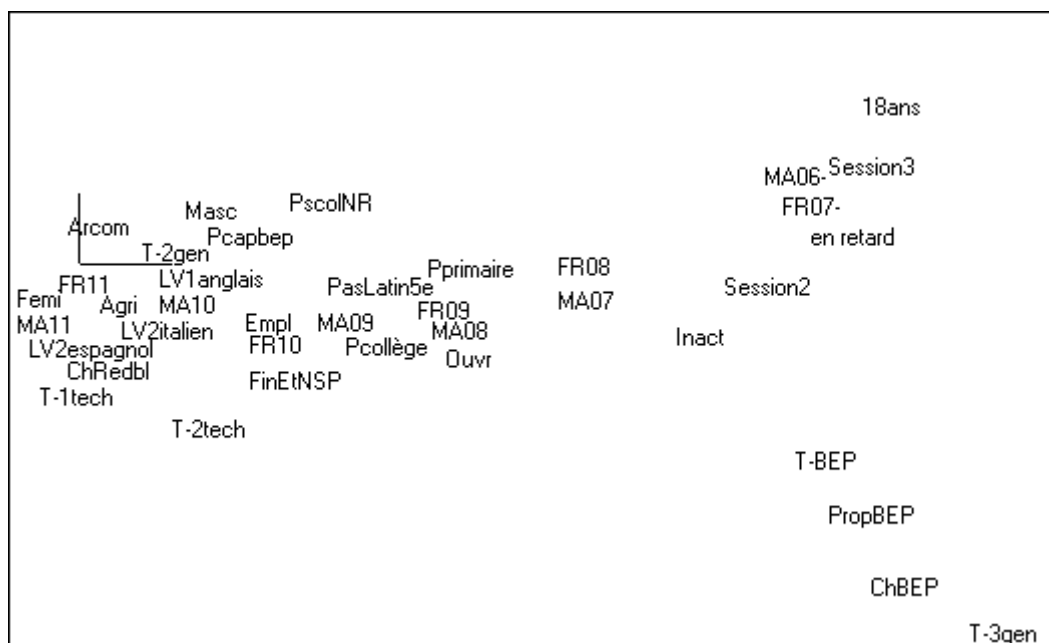 18ans
Session3
MA06-
PscolNR
FR07-
Masc
Arcom
Pcapbep
en retard
T-2gen
Pprimaire
FR08
LV1anglais
FR11
PasLatin5e
Session2
Femi
Agri
MA10
MA07
FR09
MA11
Empl
MA09
LV2italien
MA08
Inact
FR10
LV2espagnol
Pcollège
Ouvr
ChRedbl
FinEtNSP
T-1tech
T-2tech
T-BEP
PropBEP
ChBEP
T-3gen